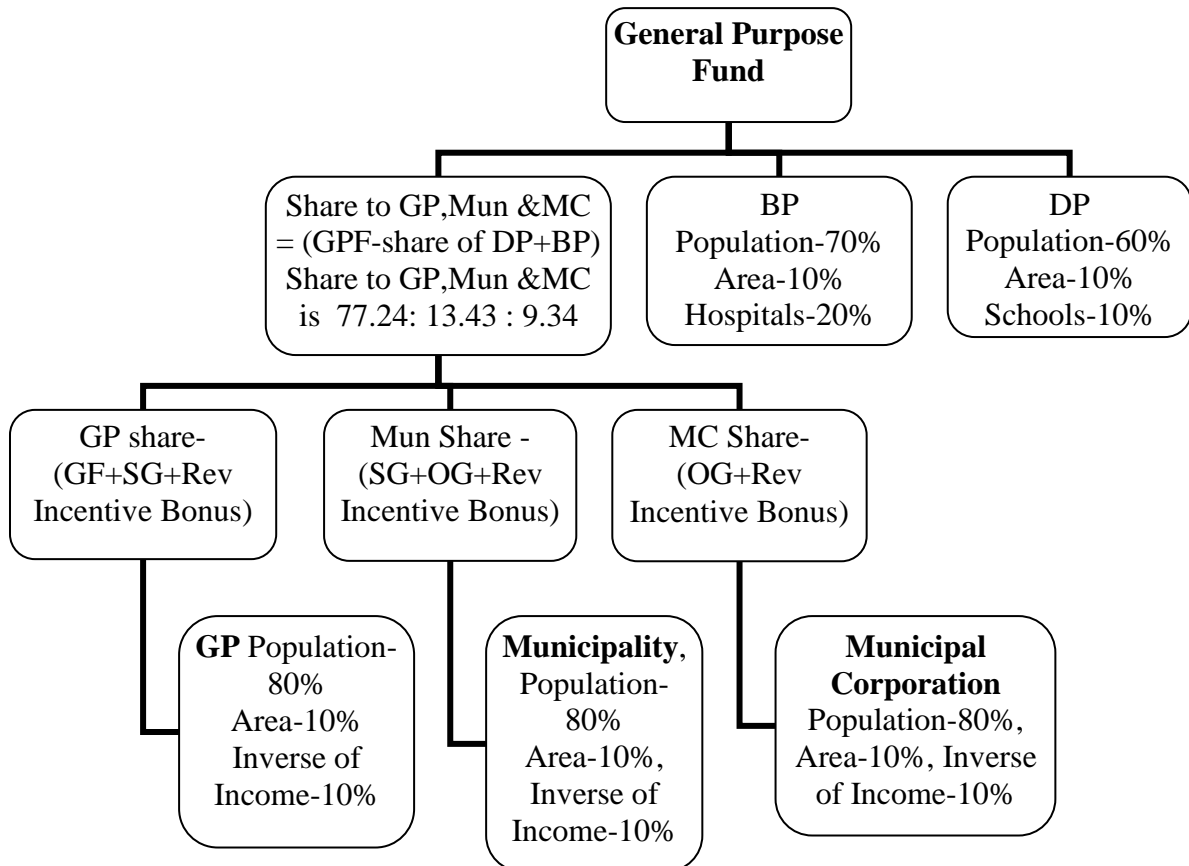 General Purpose
Fund
Share to GP,Mun &MC
= (GPF-share of DP+BP)
Share to GP,Mun &MC
is 77.24: 13.43 : 9.34
BP
Population-70%
Area-10%
Hospitals-20%
DP
Population-60%
Area-10%
Schools-10%
GP share-
(GF+SG+Rev
Incentive Bonus)
Mun Share -
(SG+OG+Rev
Incentive Bonus)
MC Share-
(OG+Rev
Incentive Bonus)
GP Population-
80%
Area-10%
Inverse of
Income-10%
Municipality,
Population-
80%
Area-10%,
Inverse of
Income-10%
Municipal
Corporation
Population-80%,
Area-10%, Inverse
of Income-10%